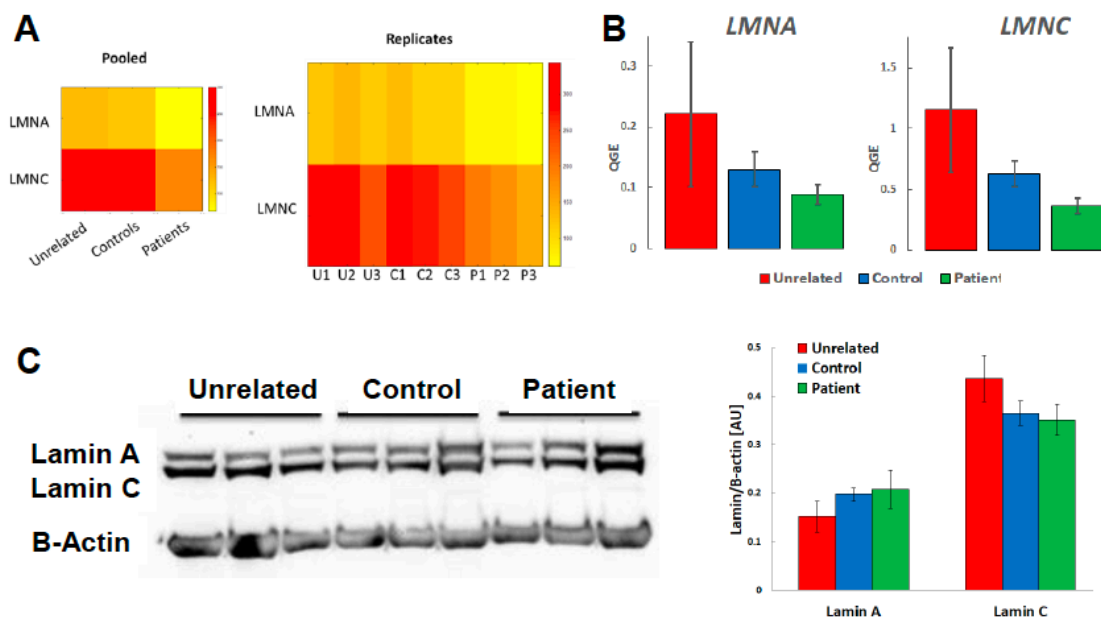 A
Pooled
LMNA
LMNC
Unrelated
Controls
Patients
Replicates
LMNA
LMNC
U1 U2 U3 C1 C2 C3 P1 P2 P3
300
250
200
150
100
B
LMNA
QGE
0.3
0.2
0.1
0
LMNC
1.5
1
0.5
0
Unrelated Control Patient
C
Unrelated Control Patient
Lamin A
Lamin C
B-Actin
Unrelated
Control
Patient
Lamin/B-actin [AU]
0.5
0.4
0.3
0.2
0.1
0
Lamin A Lamin C